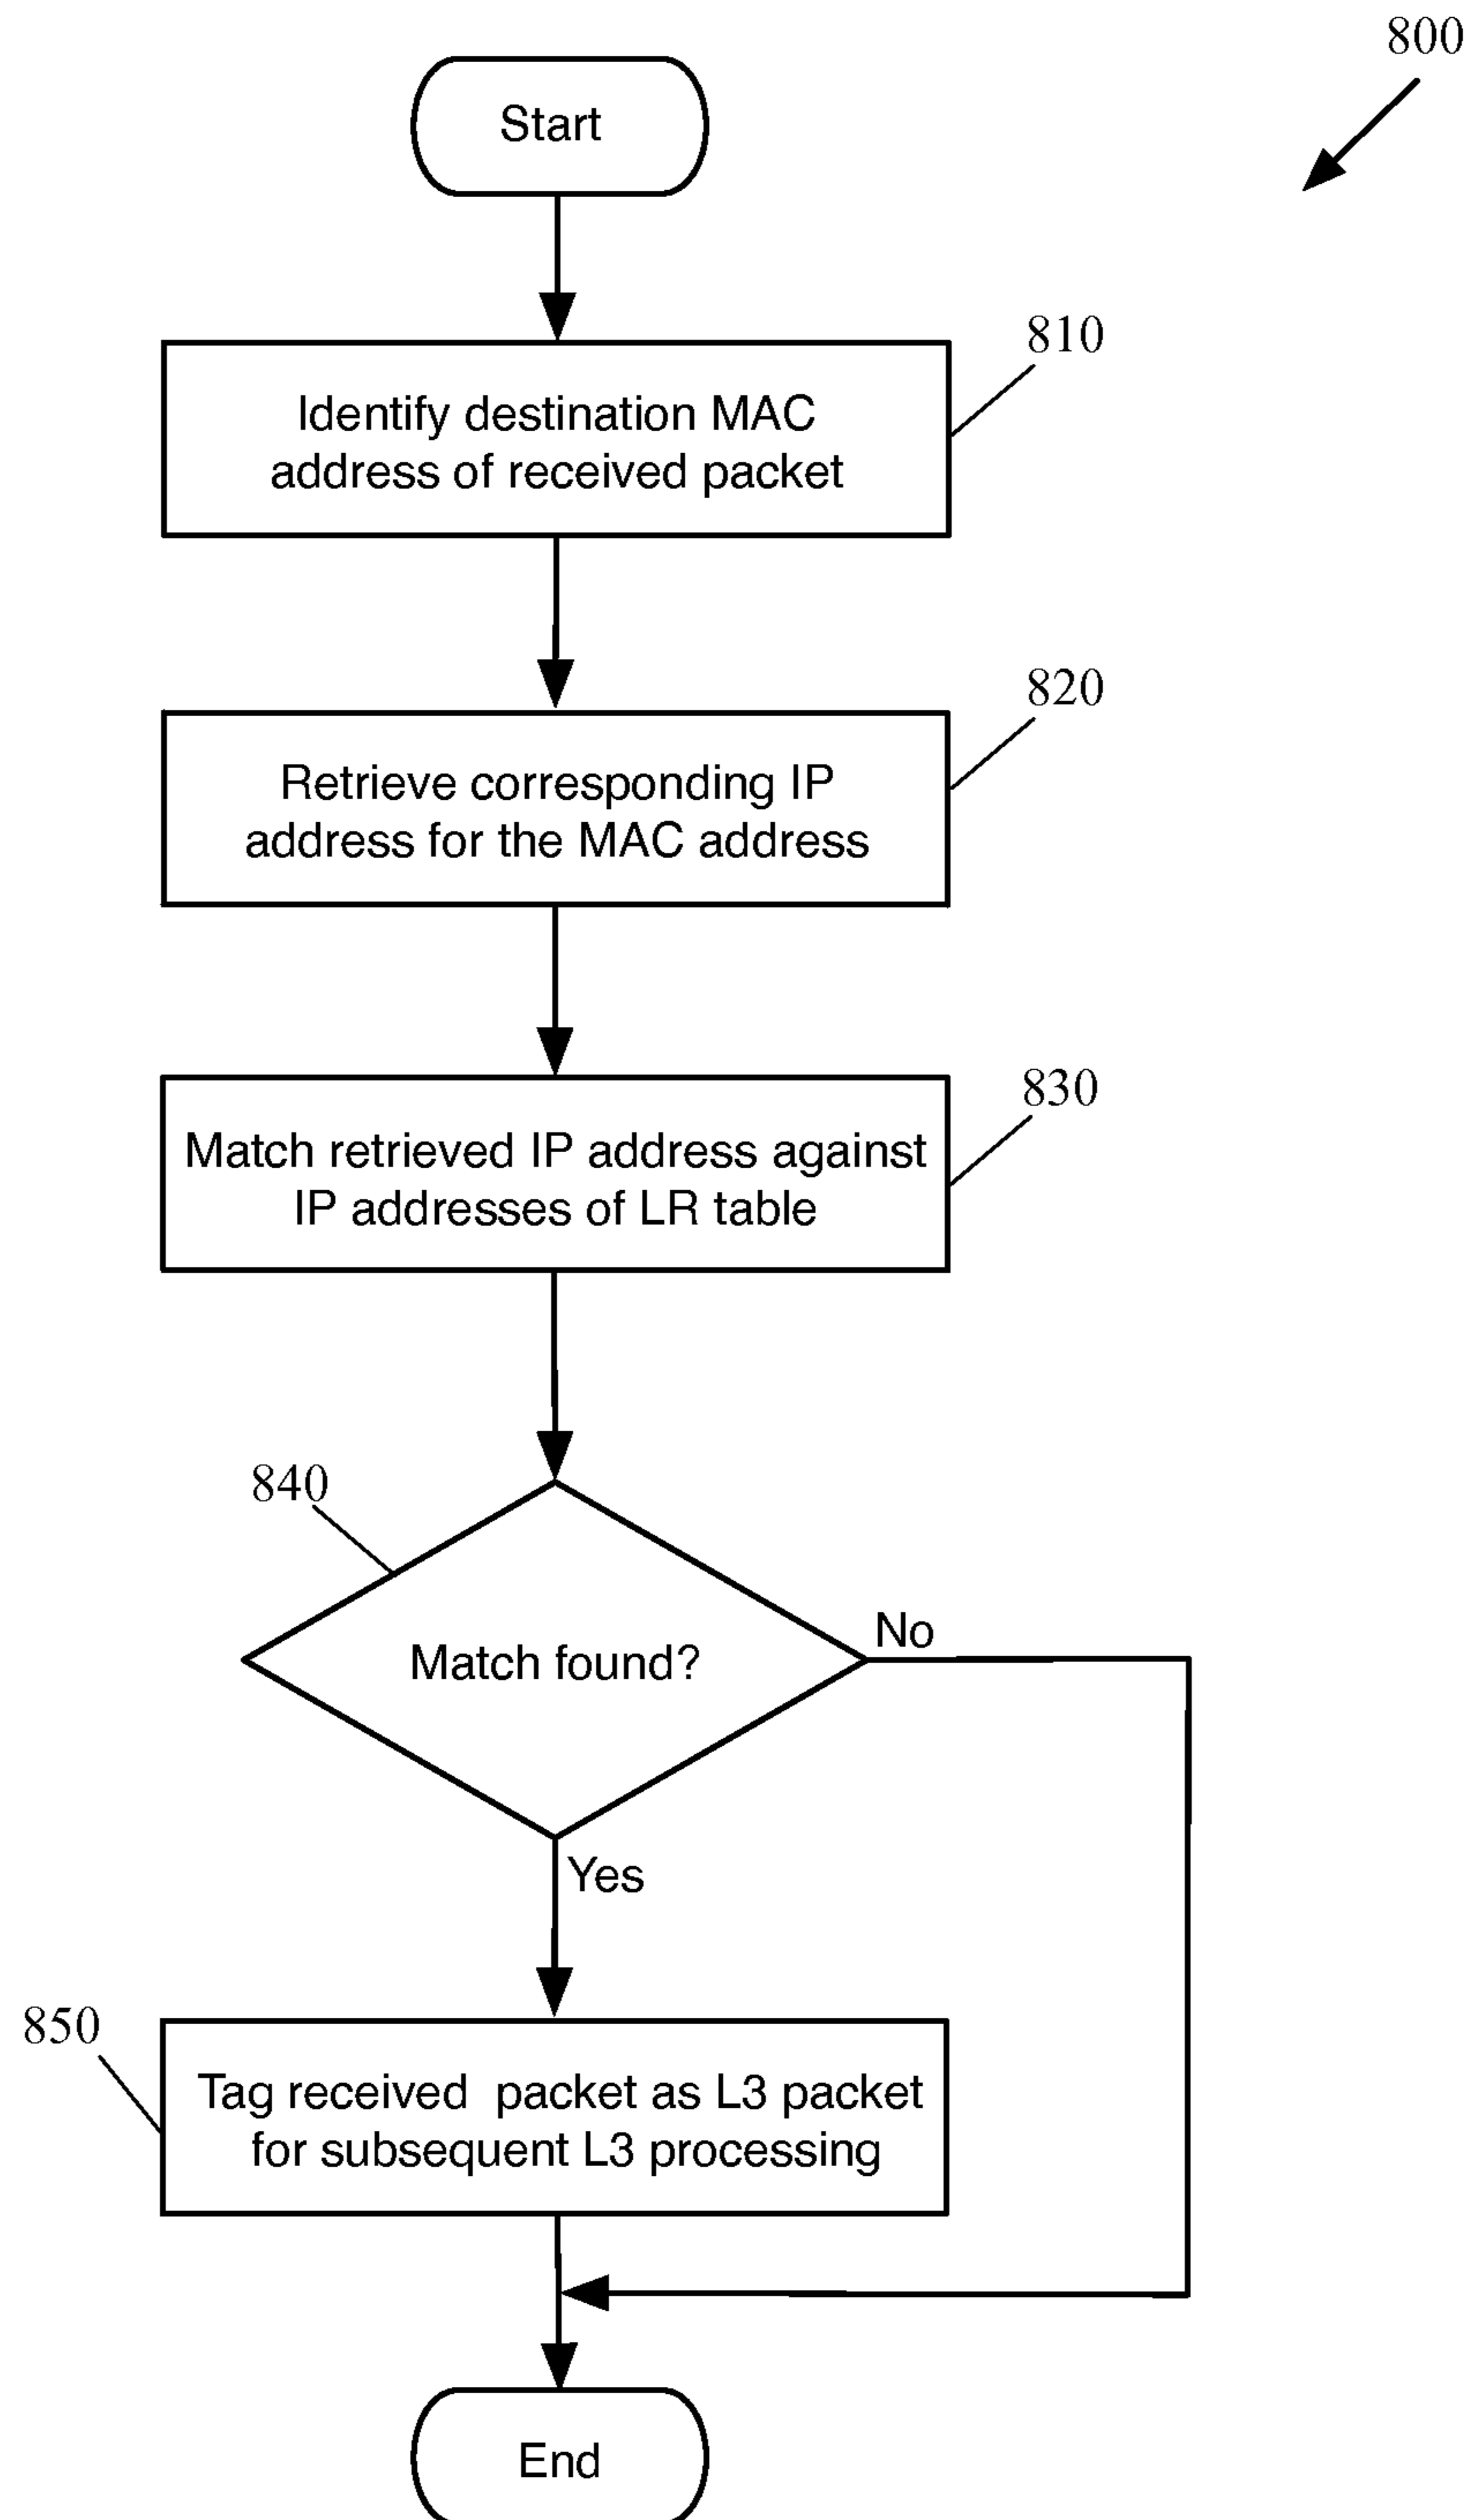 800
Start
810
Identify destination MAC
address of received packet
820
Retrieve corresponding IP
address for the MAC address
830
Match retrieved IP address against
IP addresses of LR table
840
Match found?
No
Yes
850
Tag received packet as L3 packet
for subsequent L3 processing
End